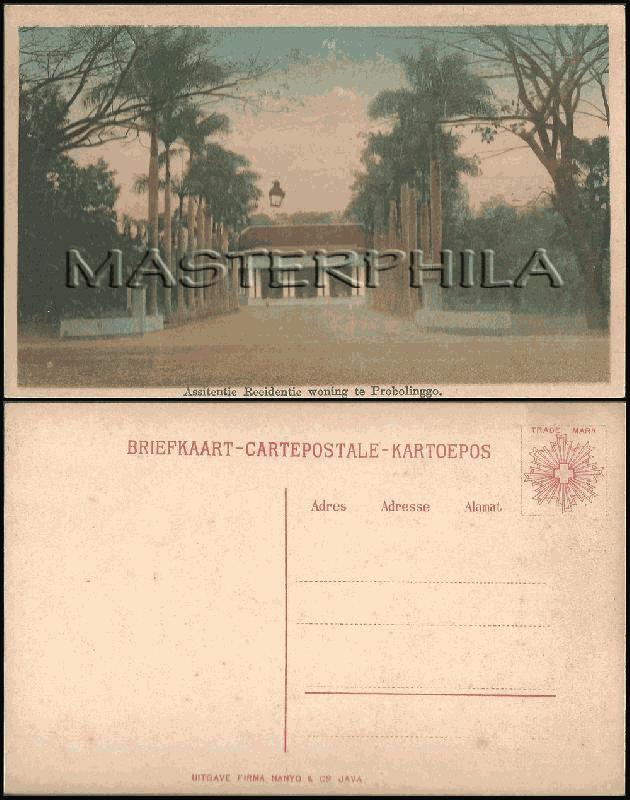 MASTERPHILA
Assitentie Recidentie woning te Probolinggo.
BRIEFKAART-CARTEPOSTALE-KARTOEPOS
TRADE MARK
Adres Adresse Alamat
UITGAVE FIRMA NANYO & Co JAVA.